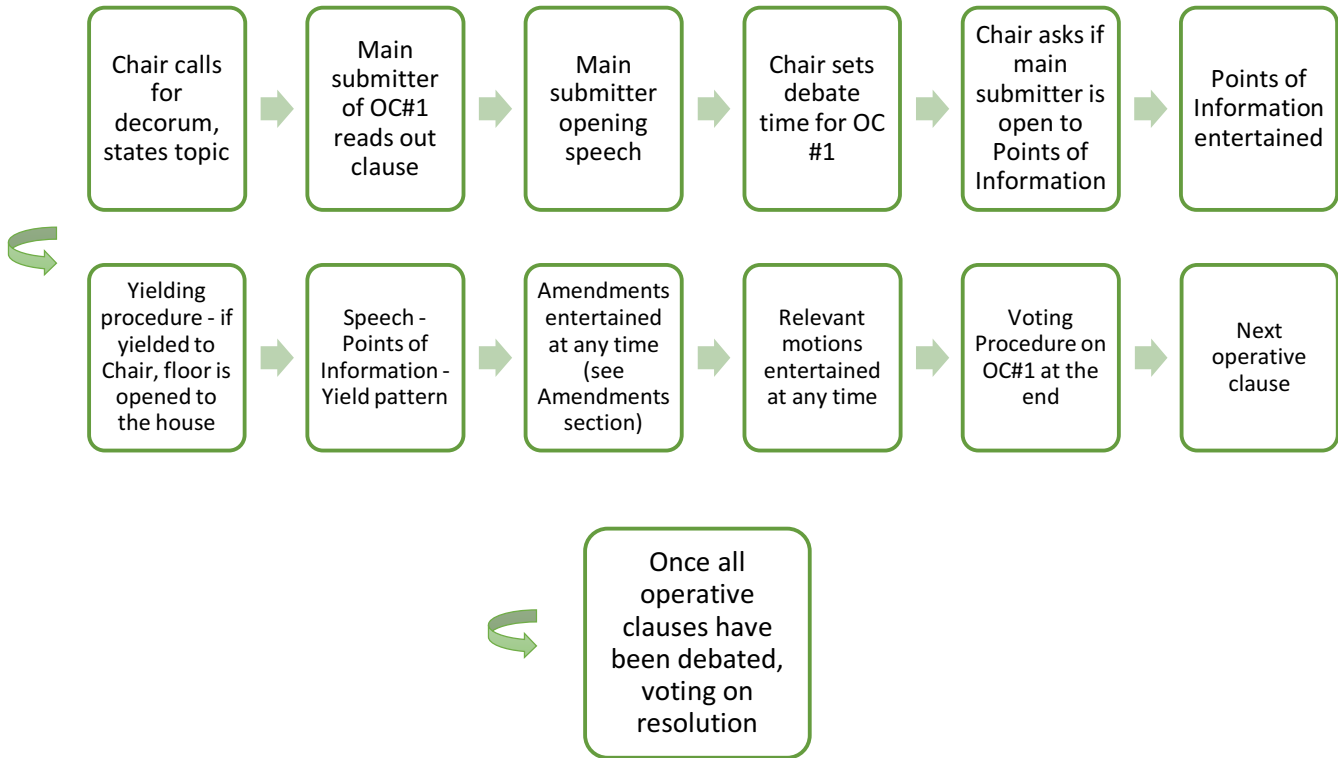 Chair calls
for
decorum,
states topic
Main
submitter
of OC#1
reads out
clause
Main
submitter
opening
speech
Chair sets
debate
time for OC
#1
Chair asks if
main
submitter is
open to
Points of
Information
Points of
Information
entertained
Yielding
procedure - if
yielded to
Chair, floor is
opened to
the house
Speech -
Points of
Information -
Yield pattern
Amendments
entertained
at any time
(see
Amendments
section)
Relevant
motions
entertained
at any time
Voting
Procedure on
OC#1 at the
end
Next
operative
clause
Once all
operative
clauses have
been debated,
voting on
resolution